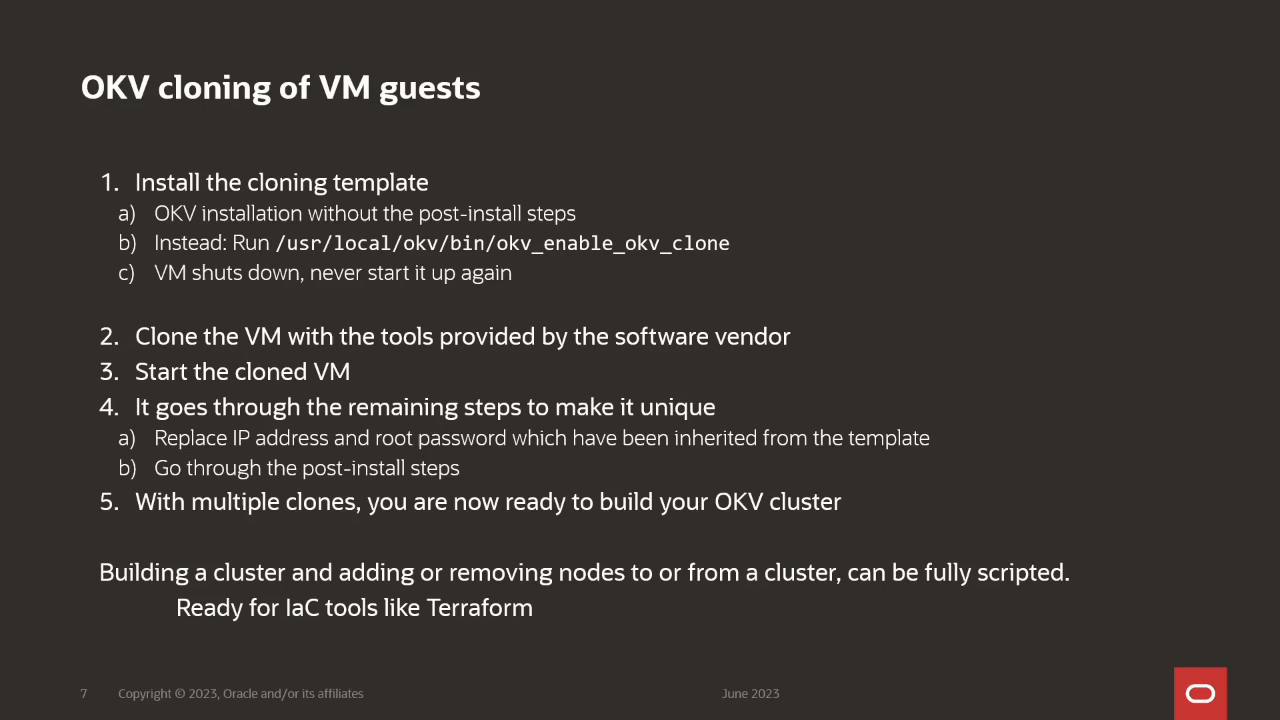 OKV cloning of VM guests
1. Install the cloning template
a) OKV installation without the post-install steps
b) Instead: Run /usr/local/okv/bin/okv_enable_okv_clone
c) VM shuts down, never start it up again
2. Clone the VM with the tools provided by the software vendor
3. Start the cloned VM
4. It goes through the remaining steps to make it unique
a) Replace IP address and root password which have been inherited from the template
b) Go through the post-install steps
5. With multiple clones, you are now ready to build your OKV cluster
Building a cluster and adding or removing nodes to or from a cluster, can be fully scripted.
Ready for IaC tools like Terraform
7 Copyright © 2023, Oracle and/or its affiliates June 2023